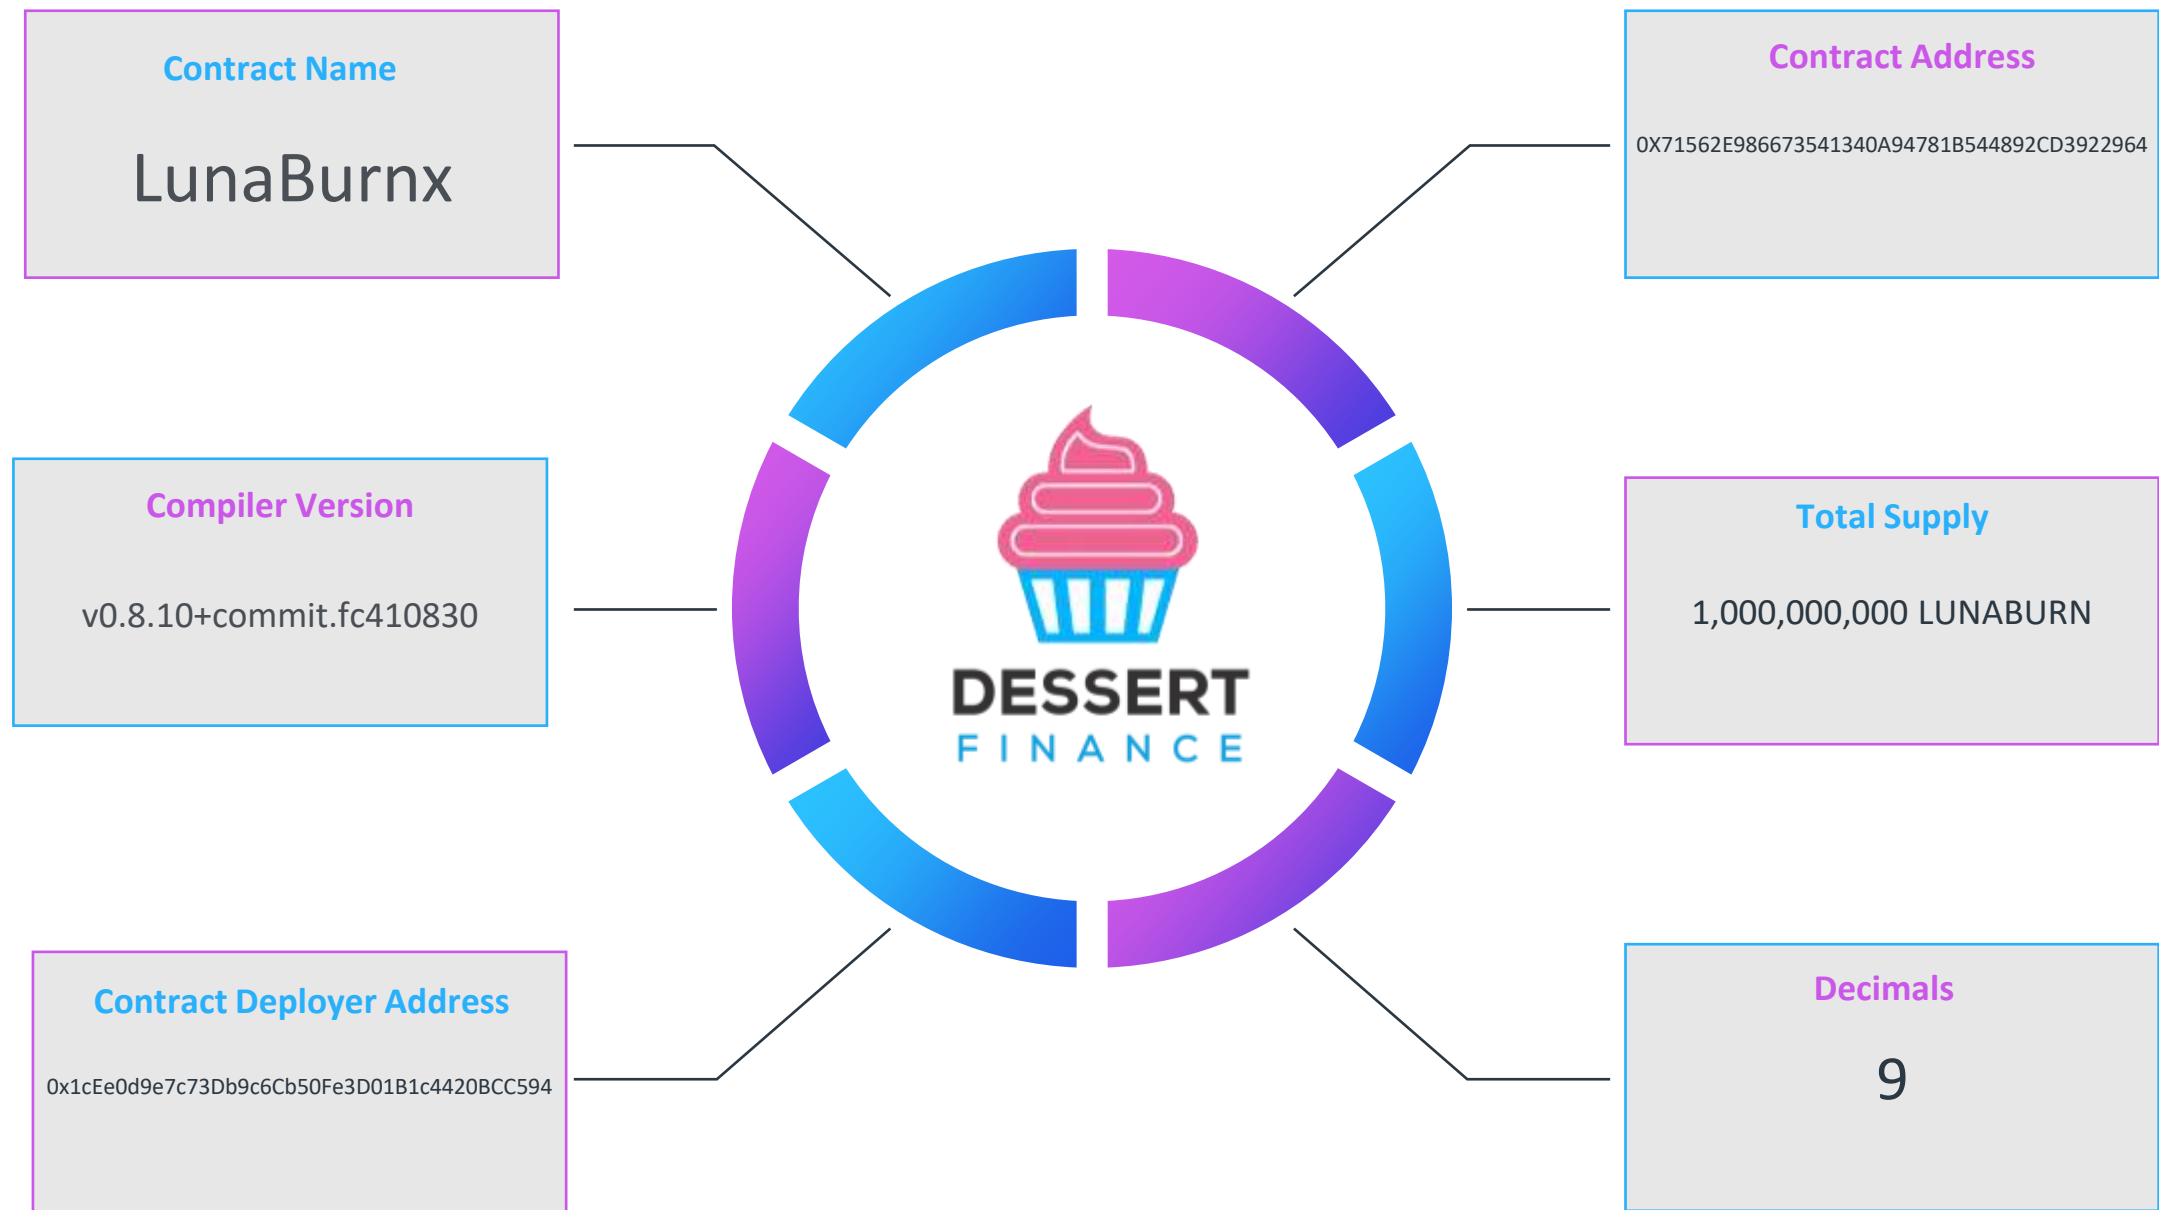 Contract Name
LunaBurnx
Contract Address
0X71562E986673541340A94781B544892CD3922964
Compiler Version
v0.8.10+commit.fc410830
DESSERT
FINANCE
Total Supply
1,000,000,000 LUNABURN
Contract Deployer Address
0x1cEe0d9e7c73Db9c6Cb50Fe3D01B1c4420BCC594
Decimals
9